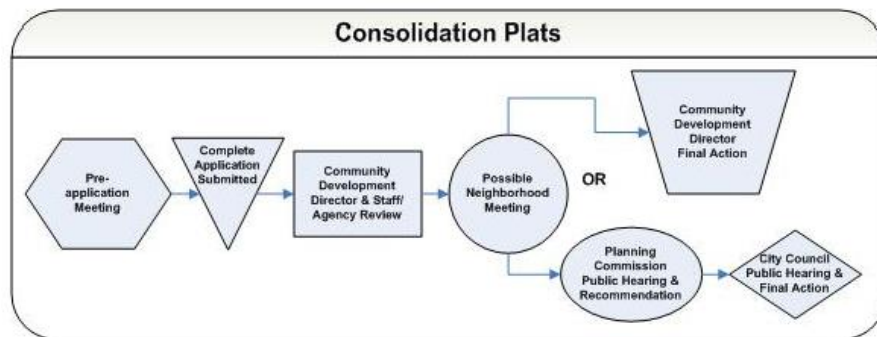 Consolidation Plats
Pre-
application
Meeting
Complete
Application
Submitted
Community
Development
Director & Staff/
Agency Review
Possible
Neighborhood
Meeting
OR
Community
Development
Director
Final Action
Planning
Commission
Public Hearing &
Recommendation
City Council
Public Hearing &
Final Action